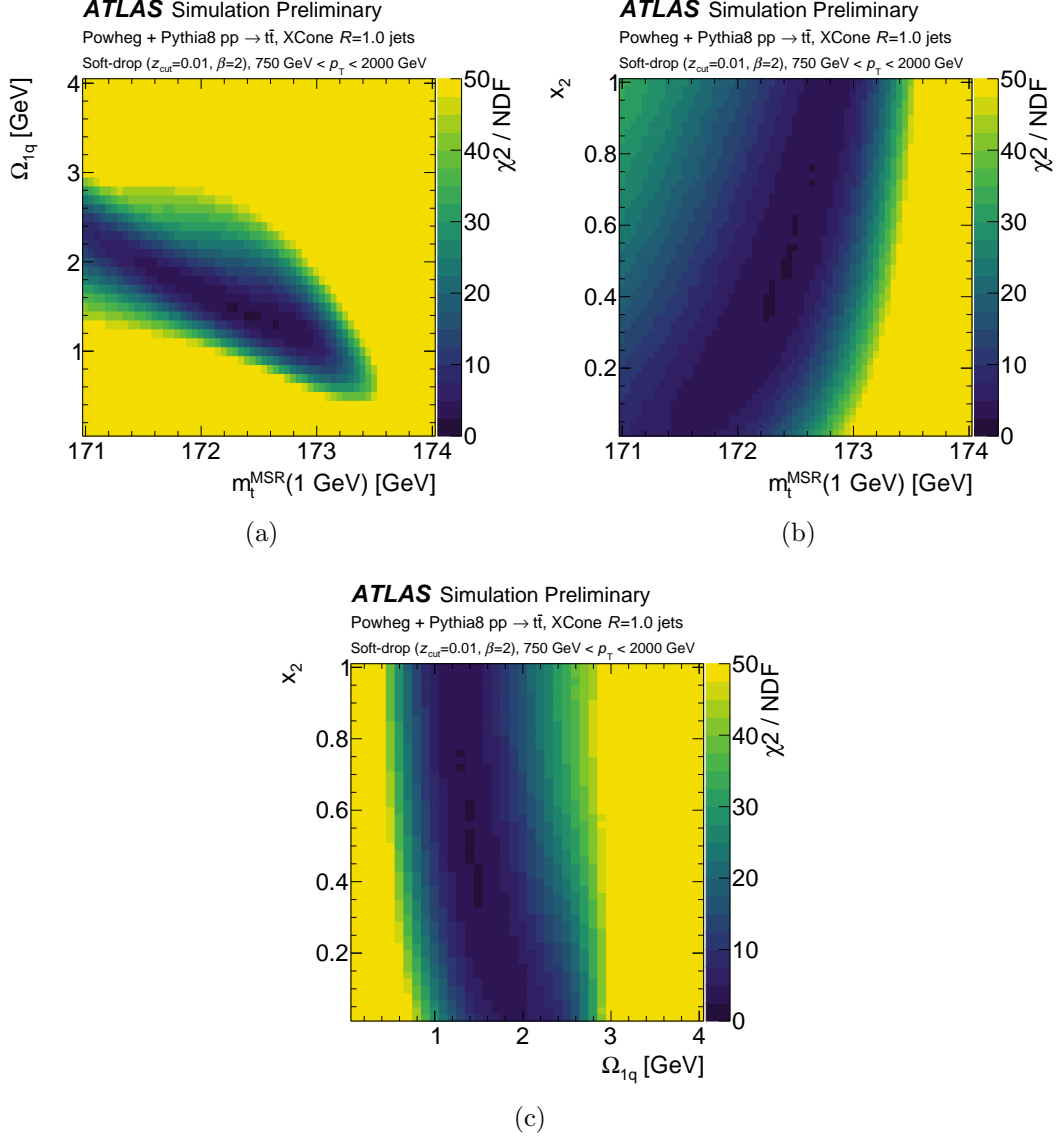 ATLAS Simulation Preliminary
Powheg + Pythia8 pp → tt̄, XCone R=1.0 jets
Soft-drop (z_cut=0.01, β=2), 750 GeV < p_T < 2000 GeV
Ω_1q [GeV]
4
3
2
1
171 172 173 174
m_t^MSR(1 GeV) [GeV]
50
40
30
20
10
0
χ2 / NDF
(a)
ATLAS Simulation Preliminary
Powheg + Pythia8 pp → tt̄, XCone R=1.0 jets
Soft-drop (z_cut=0.01, β=2), 750 GeV < p_T < 2000 GeV
x_2
1
0.8
0.6
0.4
0.2
171 172 173 174
m_t^MSR(1 GeV) [GeV]
50
40
30
20
10
0
χ2 / NDF
(b)
ATLAS Simulation Preliminary
Powheg + Pythia8 pp → tt̄, XCone R=1.0 jets
Soft-drop (z_cut=0.01, β=2), 750 GeV < p_T < 2000 GeV
x_2
1
0.8
0.6
0.4
0.2
1 2 3 4
Ω_1q [GeV]
50
40
30
20
10
0
χ2 / NDF
(c)